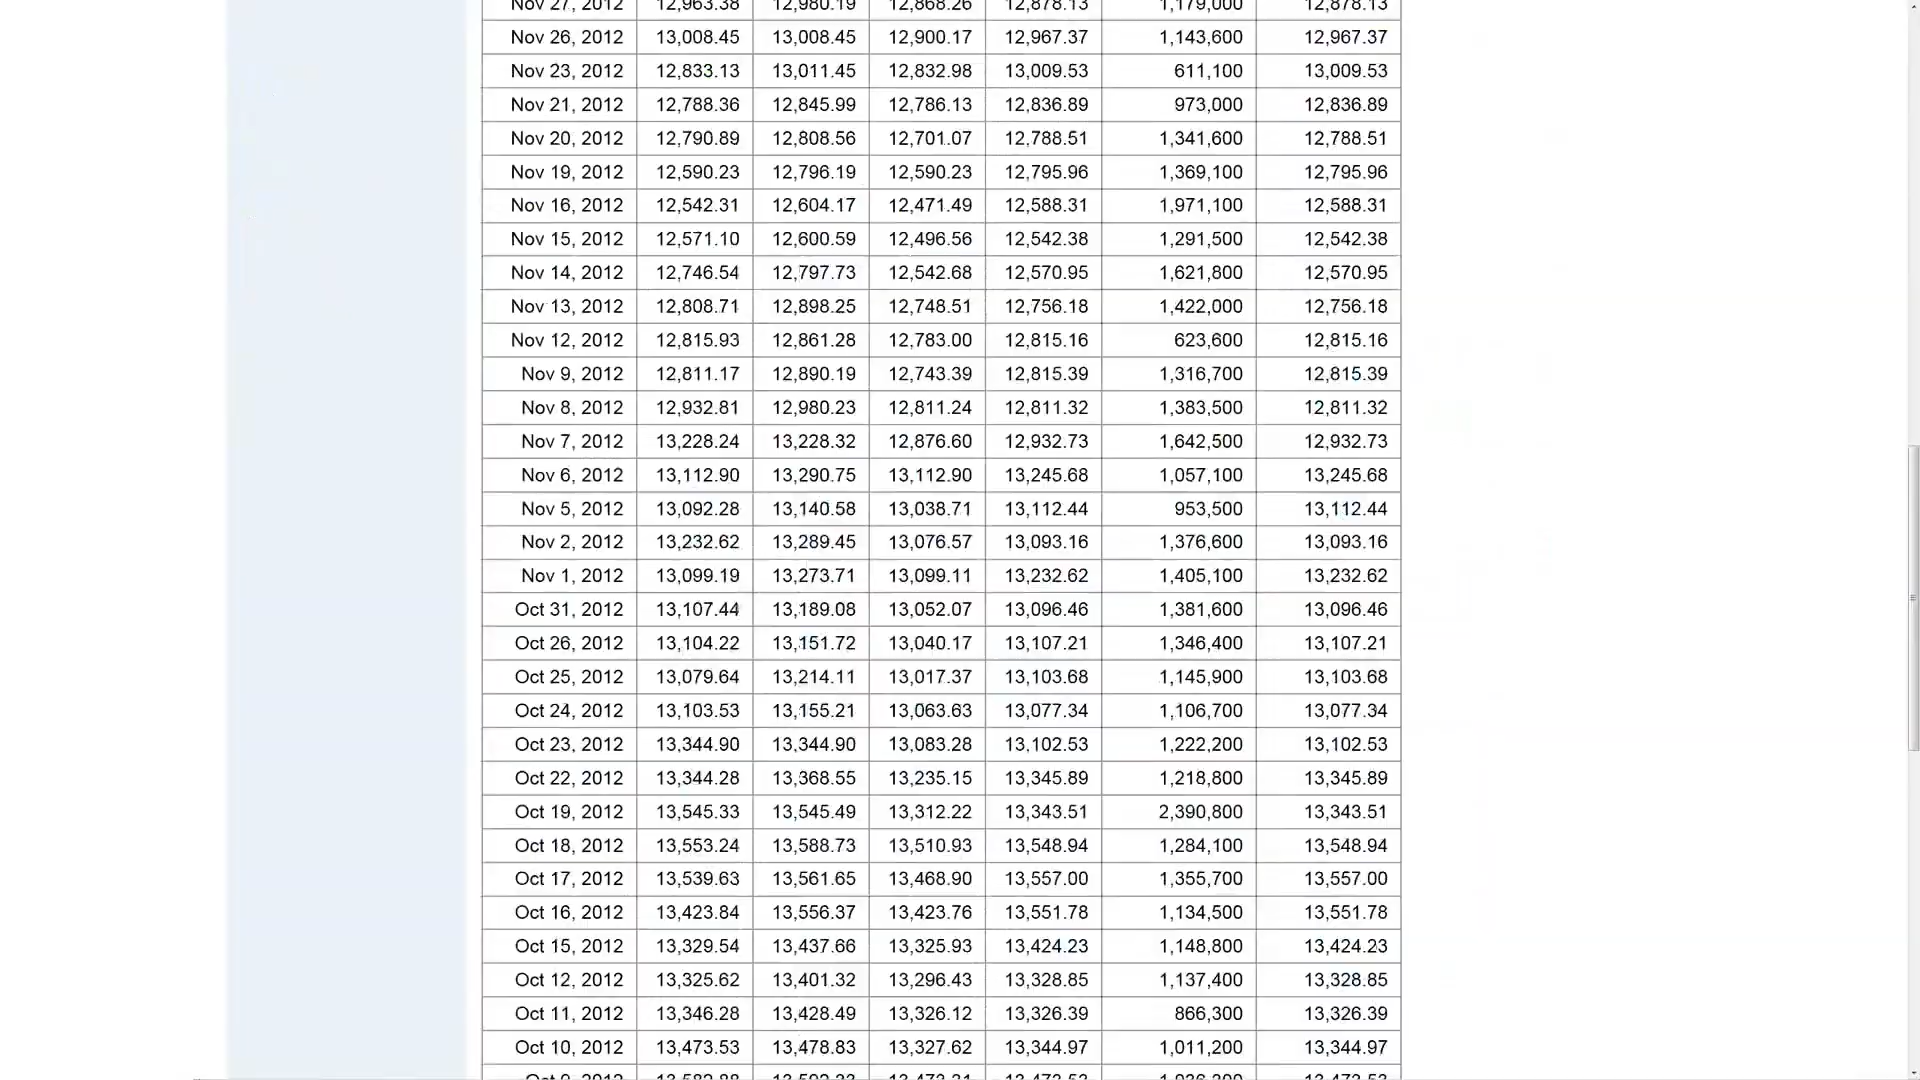 Nov 27, 2012 12,963.38 12,980.19 12,868.26 12,878.13 1,179,000 12,878.13
Nov 26, 2012 13,008.45 13,008.45 12,900.17 12,967.37 1,143,600 12,967.37
Nov 23, 2012 12,833.13 13,011.45 12,832.98 13,009.53 611,100 13,009.53
Nov 21, 2012 12,788.36 12,845.99 12,786.13 12,836.89 973,000 12,836.89
Nov 20, 2012 12,790.89 12,808.56 12,701.07 12,788.51 1,341,600 12,788.51
Nov 19, 2012 12,590.23 12,796.19 12,590.23 12,795.96 1,369,100 12,795.96
Nov 16, 2012 12,542.31 12,604.17 12,471.49 12,588.31 1,971,100 12,588.31
Nov 15, 2012 12,571.10 12,600.59 12,496.56 12,542.38 1,291,500 12,542.38
Nov 14, 2012 12,746.54 12,797.73 12,542.68 12,570.95 1,621,800 12,570.95
Nov 13, 2012 12,808.71 12,898.25 12,748.51 12,756.18 1,422,000 12,756.18
Nov 12, 2012 12,815.93 12,861.28 12,783.00 12,815.16 623,600 12,815.16
Nov 9, 2012 12,811.17 12,890.19 12,743.39 12,815.39 1,316,700 12,815.39
Nov 8, 2012 12,932.81 12,980.23 12,811.24 12,811.32 1,383,500 12,811.32
Nov 7, 2012 13,228.24 13,228.32 12,876.60 12,932.73 1,642,500 12,932.73
Nov 6, 2012 13,112.90 13,290.75 13,112.90 13,245.68 1,057,100 13,245.68
Nov 5, 2012 13,092.28 13,140.58 13,038.71 13,112.44 953,500 13,112.44
Nov 2, 2012 13,232.62 13,289.45 13,076.57 13,093.16 1,376,600 13,093.16
Nov 1, 2012 13,099.19 13,273.71 13,099.11 13,232.62 1,405,100 13,232.62
Oct 31, 2012 13,107.44 13,189.08 13,052.07 13,096.46 1,381,600 13,096.46
Oct 26, 2012 13,104.22 13,151.72 13,040.17 13,107.21 1,346,400 13,107.21
Oct 25, 2012 13,079.64 13,214.11 13,017.37 13,103.68 1,145,900 13,103.68
Oct 24, 2012 13,103.53 13,155.21 13,063.63 13,077.34 1,106,700 13,077.34
Oct 23, 2012 13,344.90 13,344.90 13,083.28 13,102.53 1,222,200 13,102.53
Oct 22, 2012 13,344.28 13,368.55 13,235.15 13,345.89 1,218,800 13,345.89
Oct 19, 2012 13,545.33 13,545.49 13,312.22 13,343.51 2,390,800 13,343.51
Oct 18, 2012 13,553.24 13,588.73 13,510.93 13,548.94 1,284,100 13,548.94
Oct 17, 2012 13,539.63 13,561.65 13,468.90 13,557.00 1,355,700 13,557.00
Oct 16, 2012 13,423.84 13,556.37 13,423.76 13,551.78 1,134,500 13,551.78
Oct 15, 2012 13,329.54 13,437.66 13,325.93 13,424.23 1,148,800 13,424.23
Oct 12, 2012 13,325.62 13,401.32 13,296.43 13,328.85 1,137,400 13,328.85
Oct 11, 2012 13,346.28 13,428.49 13,326.12 13,326.39 866,300 13,326.39
Oct 10, 2012 13,473.53 13,478.83 13,327.62 13,344.97 1,011,200 13,344.97